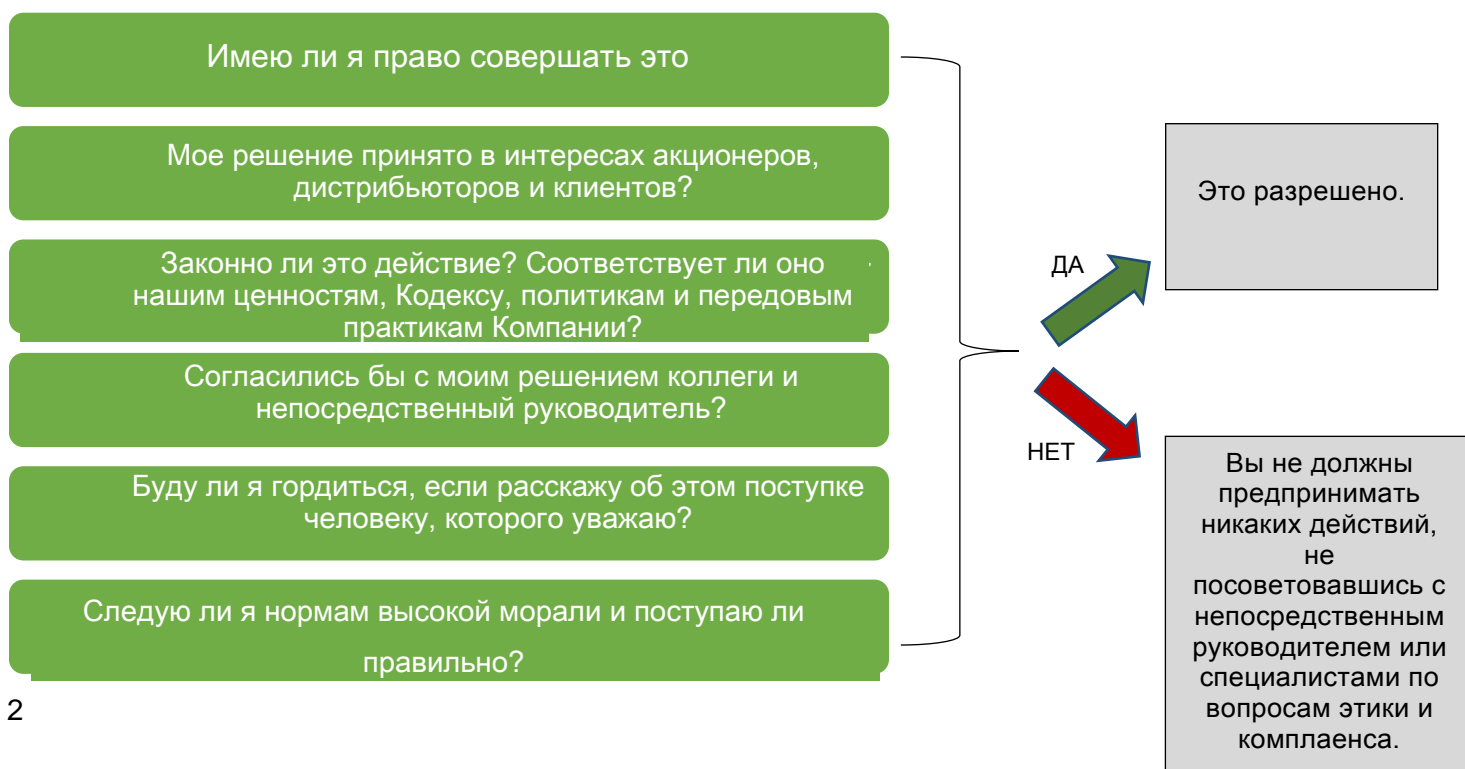 Имею ли я право совершать это
Мое решение принято в интересах акционеров,
дистрибьюторов и клиентов?
Законно ли это действие? Соответствует ли оно
нашим ценностям, Кодексу, политикам и передовым
практикам Компании?
Согласились бы с моим решением коллеги и
непосредственный руководитель?
Буду ли я гордиться, если расскажу об этом поступке
человеку, которого уважаю?
Следую ли я нормам высокой морали и поступаю ли
правильно?
2
ДА
Это разрешено.
НЕТ
Вы не должны
предпринимать
никаких действий,
не
посоветовавшись с
непосредственным
руководителем или
специалистами по
вопросам этики и
комплаенса.